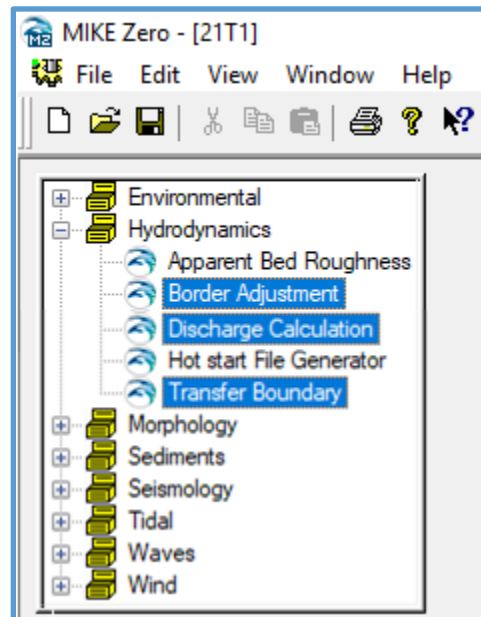 MIKE Zero - [21T1]
File Edit View Window Help
Environmental
Hydrodynamics
Apparent Bed Roughness
Border Adjustment
Discharge Calculation
Hot start File Generator
Transfer Boundary
Morphology
Sediments
Seismology
Tidal
Waves
Wind